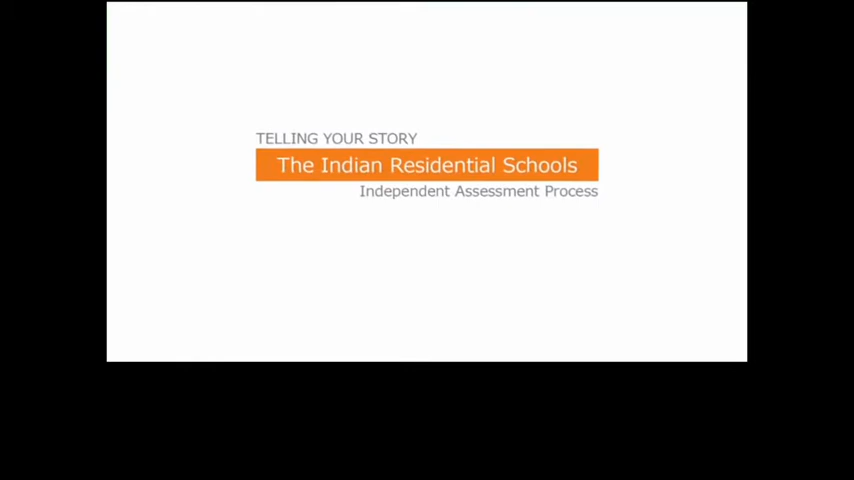 TELLING YOUR STORY
The Indian Residential Schools
Independent Assessment Process